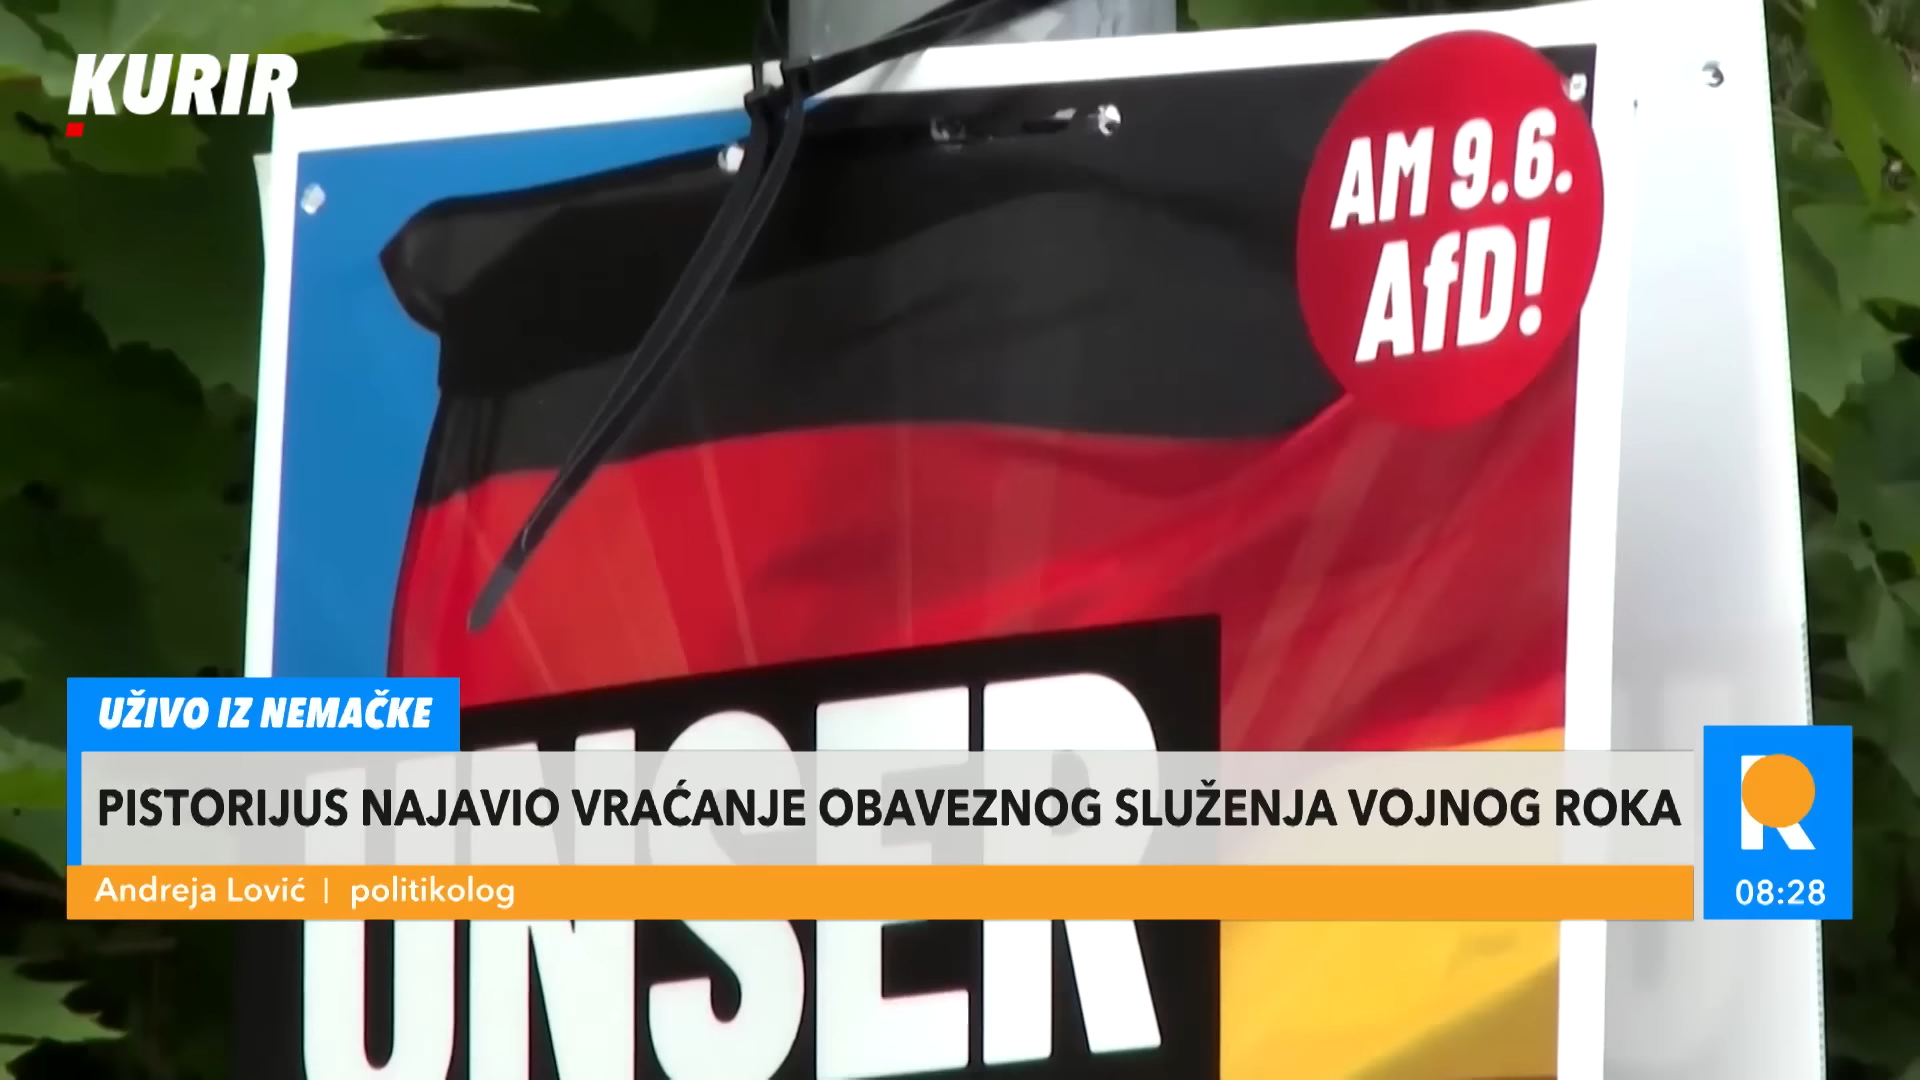 KURIR
AM 9.6.
AfD!
UNSER
UŽIVO IZ NEMAČKE
PISTORIJUS NAJAVIO VRAĆANJE OBAVEZNOG SLUŽENJA VOJNOG ROKA
Andreja Lović | politikolog
R
08:28